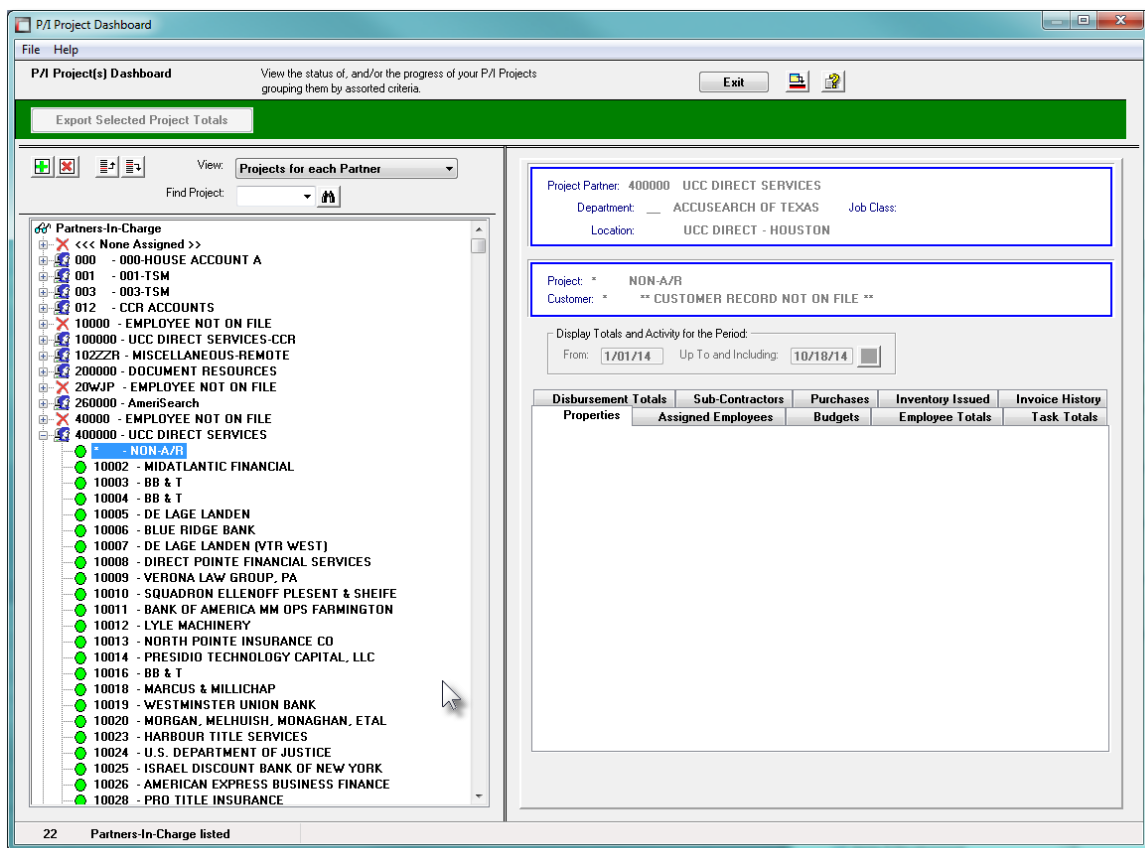 P/I Project Dashboard
File Help
P/I Project(s) Dashboard
View the status of, and/or the progress of your P/I Projects
grouping them by assorted criteria.
Exit
Export Selected Project Totals
View: Projects for each Partner
Find Project:
Partners-In-Charge
<<< None Assigned >>
000 - 000-HOUSE ACCOUNT A
001 - 001-TSM
003 - 003-TSM
012 - CCR ACCOUNTS
10000 - EMPLOYEE NOT ON FILE
100000 - UCC DIRECT SERVICES-CCR
102ZZR - MISCELLANEOUS-REMOTE
200000 - DOCUMENT RESOURCES
20WJP - EMPLOYEE NOT ON FILE
260000 - AmeriSearch
40000 - EMPLOYEE NOT ON FILE
400000 - UCC DIRECT SERVICES
* - NON-A/R
10002 - MIDATLANTIC FINANCIAL
10003 - BB & T
10004 - BB & T
10005 - DE LAGE LANDEN
10006 - BLUE RIDGE BANK
10007 - DE LAGE LANDEN (VTR WEST)
10008 - DIRECT POINTE FINANCIAL SERVICES
10009 - VERONA LAW GROUP, PA
10010 - SQUADRON ELLENOFF PLESENT & SHEIFE
10011 - BANK OF AMERICA MM OPS FARMINGTON
10012 - LYLE MACHINERY
10013 - NORTH POINTE INSURANCE CO
10014 - PRESIDIO TECHNOLOGY CAPITAL, LLC
10016 - BB & T
10018 - MARCUS & MILLICHAP
10019 - WESTMINSTER UNION BANK
10020 - MORGAN, MELHUISH, MONAGHAN, ETAL
10023 - HARBOUR TITLE SERVICES
10024 - U.S. DEPARTMENT OF JUSTICE
10025 - ISRAEL DISCOUNT BANK OF NEW YORK
10026 - AMERICAN EXPRESS BUSINESS FINANCE
10028 - PRO TITLE INSURANCE
Project Partner: 400000 UCC DIRECT SERVICES
Department: __ ACCUSEARCH OF TEXAS Job Class:
Location: UCC DIRECT - HOUSTON
Project: * NON-A/R
Customer: * ** CUSTOMER RECORD NOT ON FILE **
Display Totals and Activity for the Period:
From: 1/01/14 Up To and Including: 10/18/14
Disbursement Totals Sub-Contractors Purchases Inventory Issued Invoice History
Properties Assigned Employees Budgets Employee Totals Task Totals
22 Partners-In-Charge listed